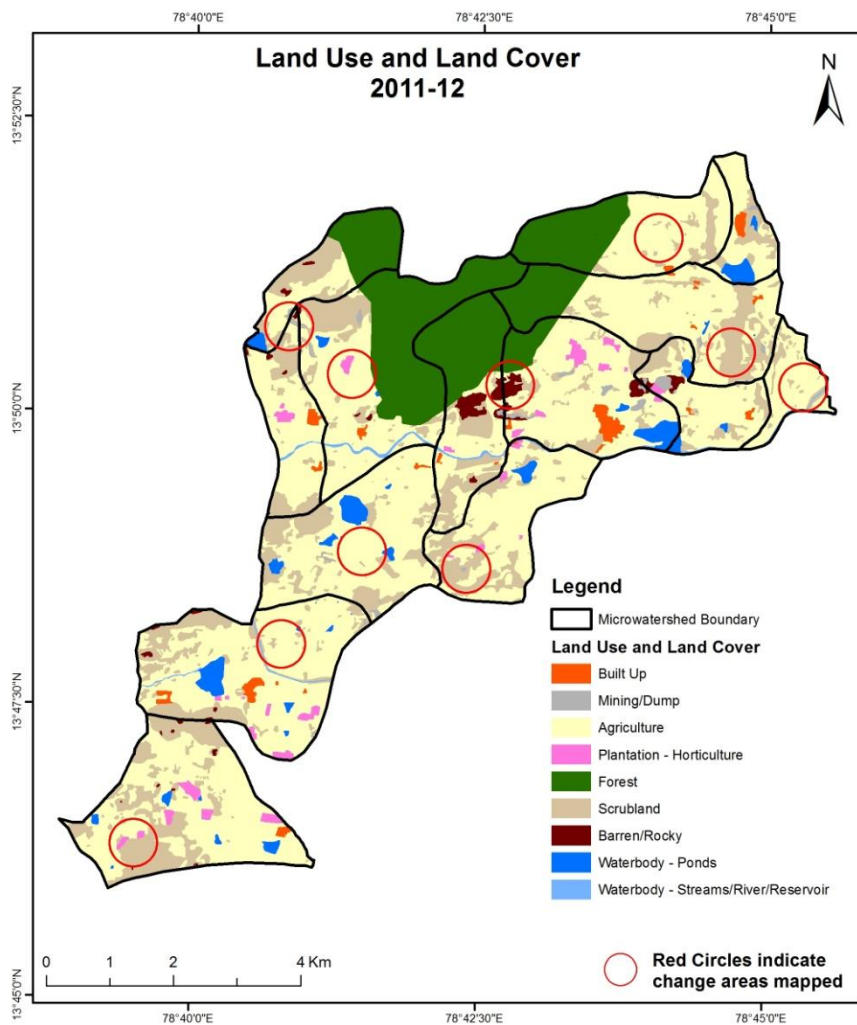 78°40'0"E 78°42'30"E 78°45'0"E
Land Use and Land Cover
2011-12
N
13°52'30"N
13°50'0"N
13°47'30"N
13°45'0"N
Legend
Microwatershed Boundary
Land Use and Land Cover
Built Up
Mining/Dump
Agriculture
Plantation - Horticulture
Forest
Scrubland
Barren/Rocky
Waterbody - Ponds
Waterbody - Streams/River/Reservoir
0 1 2 4 Km
Red Circles indicate
change areas mapped
78°40'0"E 78°42'30"E 78°45'0"E